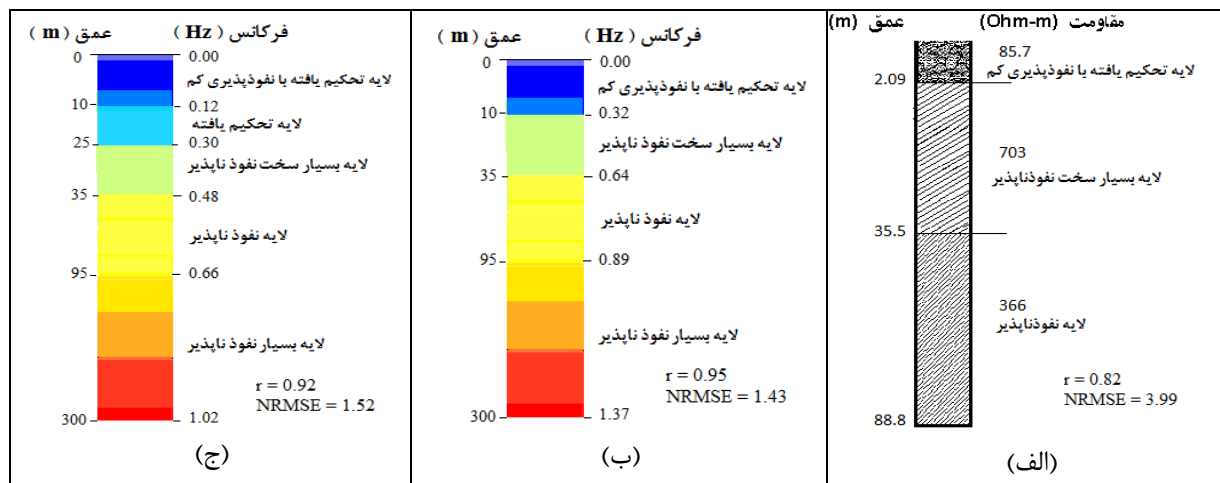 مقاومت (Ohm-m) عمق (m)
85.7
لایه تحکیم یافته با نفوذپذیری کم
2.09
703
لایه بسیار سخت نفوذناپذیر
35.5
366
لایه نفوذناپذیر
r = 0.82
NRMSE = 3.99
88.8
(الف)
فرکانس ( Hz ) عمق ( m )
0 0.00
لایه تحکیم یافته با نفوذپذیری کم
10 0.32
لایه بسیار سخت نفوذ ناپذیر
35 0.64
لایه نفوذ ناپذیر
95 0.89
لایه بسیار نفوذ ناپذیر
r = 0.95
NRMSE = 1.43
300 1.37
(ب)
فرکانس ( Hz ) عمق ( m )
0 0.00
لایه تحکیم یافته با نفوذپذیری کم
10 0.12
لایه تحکیم یافته
25 0.30
لایه بسیار سخت نفوذ ناپذیر
35 0.48
لایه نفوذ ناپذیر
95 0.66
لایه بسیار نفوذ ناپذیر
r = 0.92
NRMSE = 1.52
300 1.02
(ج)